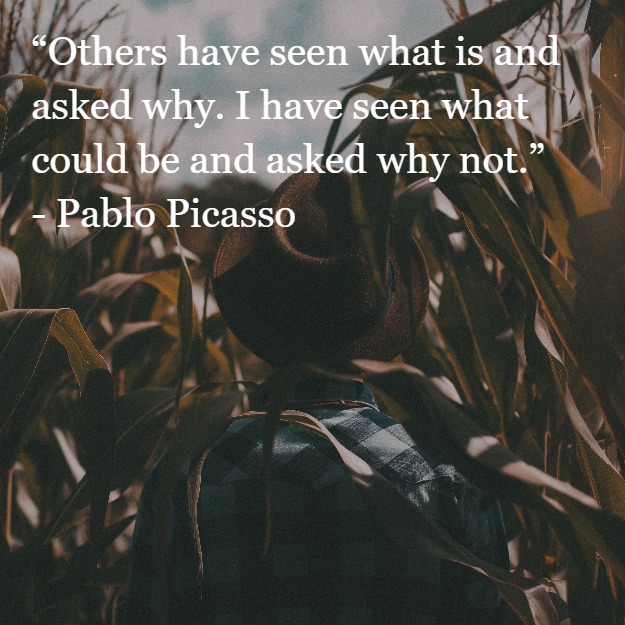 “Others have seen what is and
asked why. I have seen what
could be and asked why not.”
- Pablo Picasso